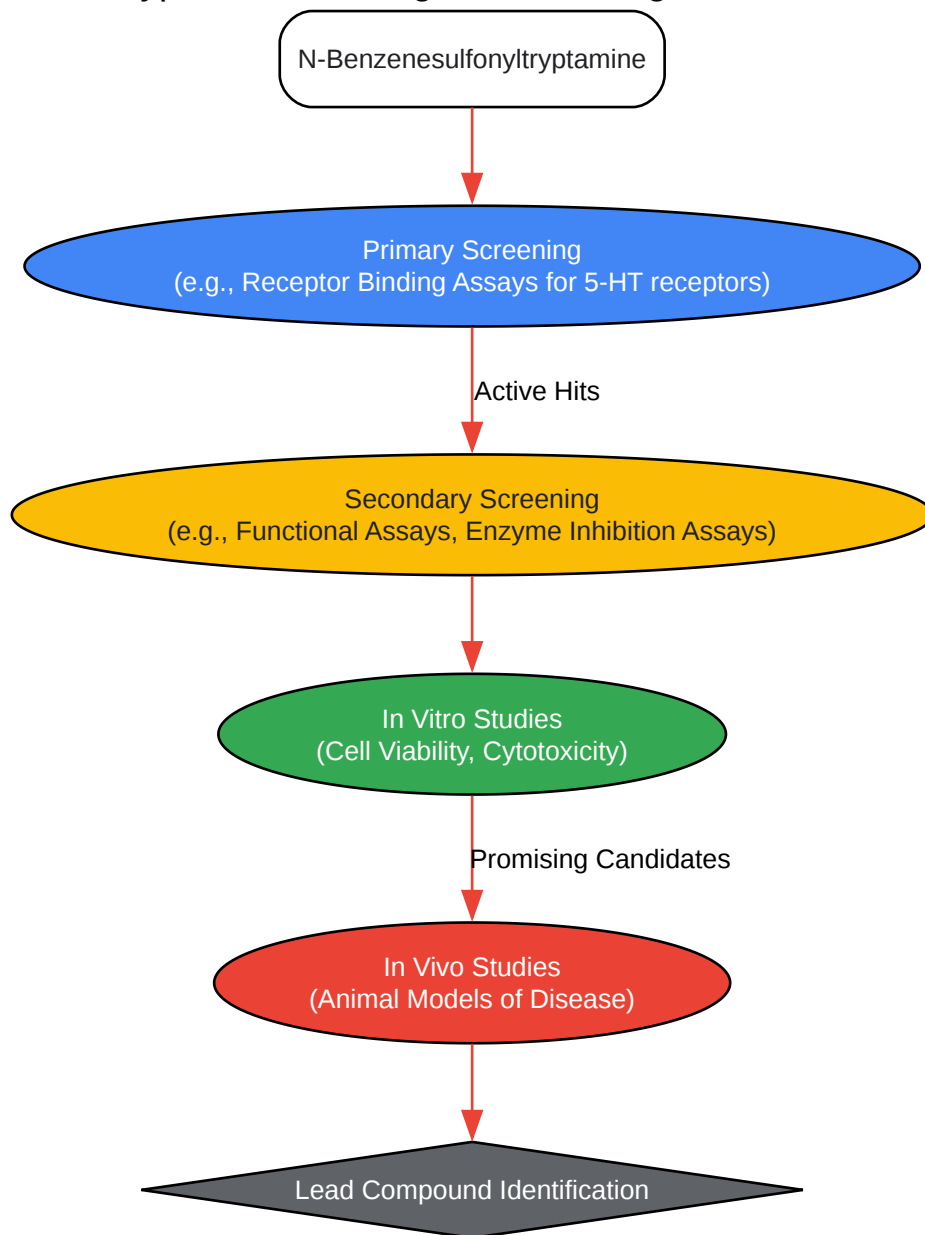 N-Benzenesulfonyltryptamine
Primary Screening
(e.g., Receptor Binding Assays for 5-HT receptors)
Active Hits
Secondary Screening
(e.g., Functional Assays, Enzyme Inhibition Assays)
In Vitro Studies
(Cell Viability, Cytotoxicity)
Promising Candidates
In Vivo Studies
(Animal Models of Disease)
Lead Compound Identification